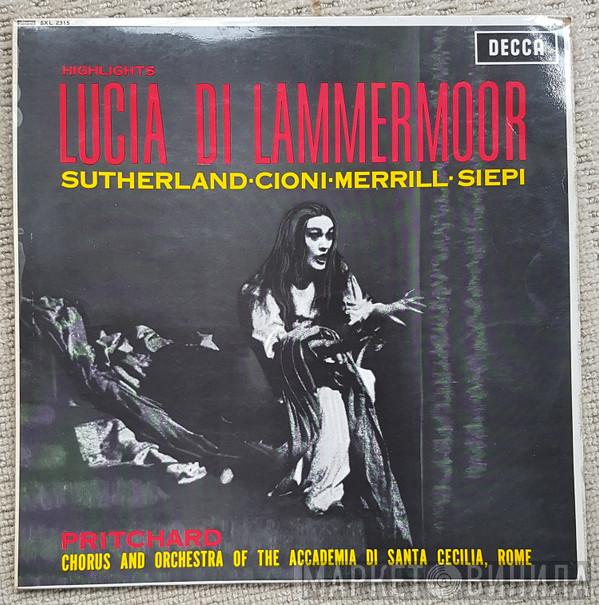 SXL 2315
DECCA
HIGHLIGHTS
LUCIA DI LAMMERMOOR
SUTHERLAND·CIONI·MERRILL·SIEPI
PRITCHARD
CHORUS AND ORCHESTRA OF THE ACCADEMIA DI SANTA CECILIA, ROME
МАРКЕТ ВИНИЛА